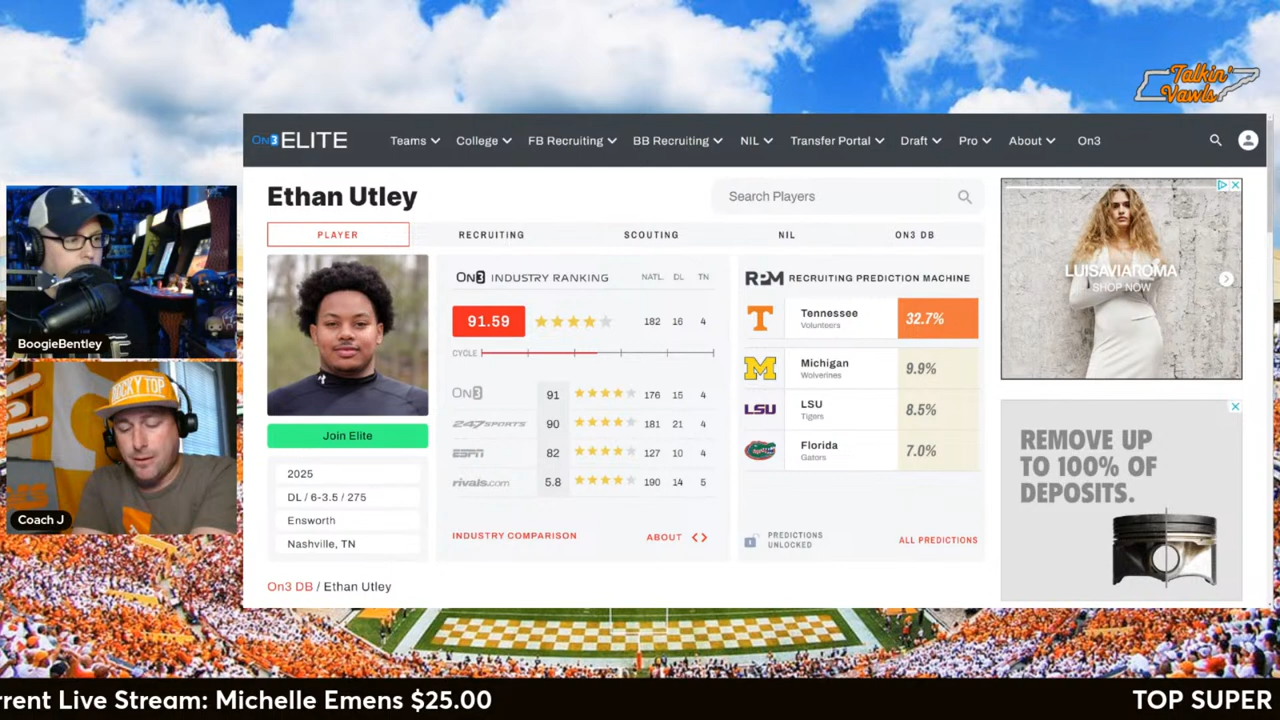 Talkin'
Vawls
On3 ELITE
Teams
College
FB Recruiting
BB Recruiting
NIL
Transfer Portal
Draft
Pro
About
On3
Ethan Utley
Search Players
PLAYER
RECRUITING
SCOUTING
NIL
ON3 DB
On3 INDUSTRY RANKING
NATL. DL TN
91.59
182 16 4
CYCLE
On3 91 176 15 4
247SPORTS 90 181 21 4
ESPN 82 127 10 4
rivals.com 5.8 190 14 5
INDUSTRY COMPARISON
ABOUT
RPM RECRUITING PREDICTION MACHINE
T Tennessee 32.7%
Volunteers
M Michigan 9.9%
Wolverines
LSU LSU 8.5%
Tigers
Florida 7.0%
Gators
PREDICTIONS
UNLOCKED
ALL PREDICTIONS
Join Elite
2025
DL / 6-3.5 / 275
Ensworth
Nashville, TN
On3 DB / Ethan Utley
LUISAVIAROMA
SHOP NOW
REMOVE UP
TO 100% OF
DEPOSITS.
A
BoogieBentley
ROCKY TOP
Coach J
rrent Live Stream: Michelle Emens $25.00
TOP SUPER